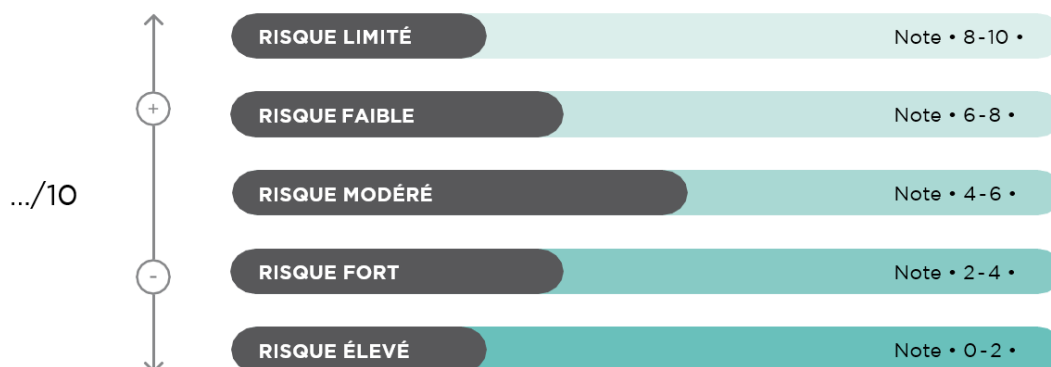 RISQUE LIMITÉ Note • 8-10 •
+
RISQUE FAIBLE Note • 6-8 •
.../10
RISQUE MODÉRÉ Note • 4-6 •
-
RISQUE FORT Note • 2-4 •
RISQUE ÉLEVÉ Note • 0-2 •